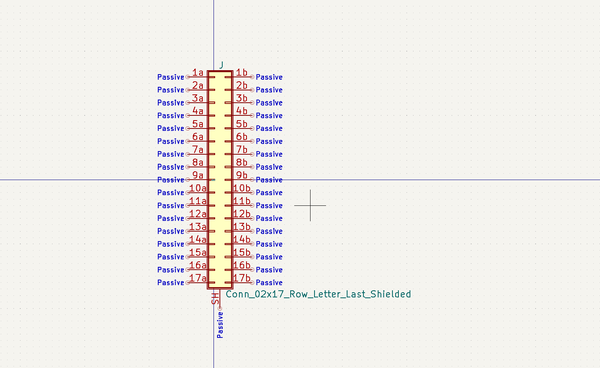 J
Passive 1a 1b Passive
Passive 2a 2b Passive
Passive 3a 3b Passive
Passive 4a 4b Passive
Passive 5a 5b Passive
Passive 6a 6b Passive
Passive 7a 7b Passive
Passive 8a 8b Passive
Passive 9a 9b Passive
Passive 10a 10b Passive
Passive 11a 11b Passive
Passive 12a 12b Passive
Passive 13a 13b Passive
Passive 14a 14b Passive
Passive 15a 15b Passive
Passive 16a 16b Passive
Passive 17a 17b Passive
SH Conn_02x17_Row_Letter_Last_Shielded
Passive